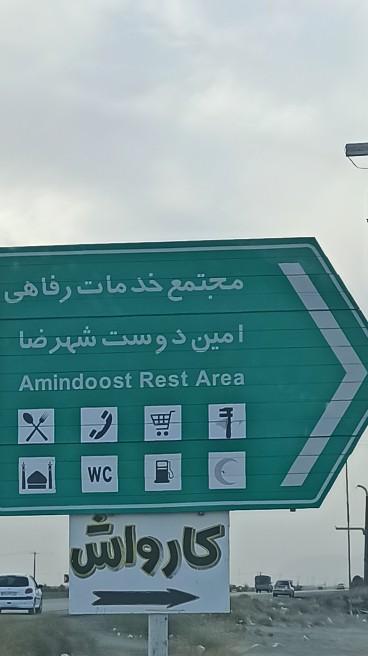 مجتمع خدمات رفاهی
امین دوست شهرضا
Amindoost Rest Area
WC
کارواش